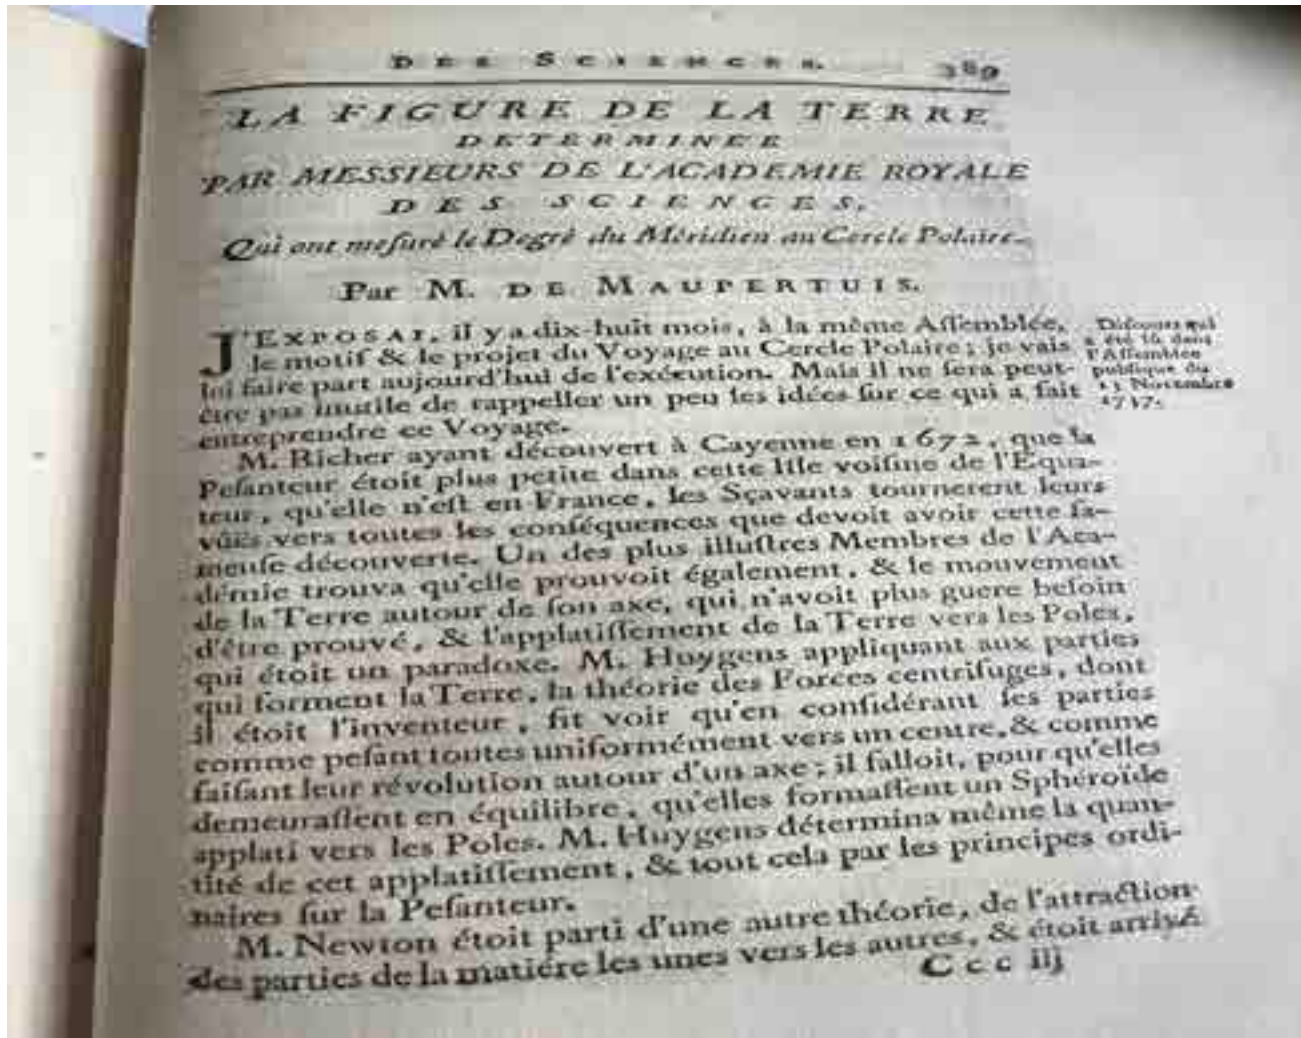 DES SCIENCES. 389
LA FIGURE DE LA TERRE
DETERMINÉE
PAR MESSIEURS DE L'ACADEMIE ROYALE
DES SCIENCES,
Qui ont meſuré le Degré du Méridien au Cercle Polaire.
Par M. DE MAUPERTUIS.
J'EXPOSAI, il y a dix-huit mois, à la même Aſſemblée,
le motif & le projet du Voyage au Cercle Polaire; je vais
lui faire part aujourd'hui de l'exécution. Mais il ne ſera peut-
être pas inutile de rappeller un peu les idées ſur ce qui a fait
entreprendre ce Voyage.
Diſcours qui
a été lû dans
l'Aſſemblée
publique du
13 Novembre
1737.
M. Richer ayant découvert à Cayenne en 1672, que la
Peſanteur étoit plus petite dans cette Iſle voiſine de l'Equa-
teur, qu'elle n'eſt en France, les Sçavants tournerent leurs
vûës vers toutes les conſéquences que devoit avoir cette fa-
meuſe découverte. Un des plus illuſtres Membres de l'Aca-
démie trouva qu'elle prouvoit également, & le mouvement
de la Terre autour de ſon axe, qui n'avoit plus guere beſoin
d'être prouvé, & l'applatiſſement de la Terre vers les Poles,
qui étoit un paradoxe. M. Huygens appliquant aux parties
qui forment la Terre, la théorie des Forces centrifuges, dont
il étoit l'inventeur, fit voir qu'en conſidérant ſes parties
comme peſant toutes uniformément vers un centre, & comme
faiſant leur révolution autour d'un axe; il falloit, pour qu'elles
demeuraſſent en équilibre, qu'elles formaſſent un Sphéroïde
applati vers les Poles. M. Huygens détermina même la quan-
tité de cet applatiſſement, & tout cela par les principes ordi-
naires ſur la Peſanteur.
M. Newton étoit parti d'une autre théorie, de l'attraction
des parties de la matiére les unes vers les autres, & étoit arrivé
Ccc iij